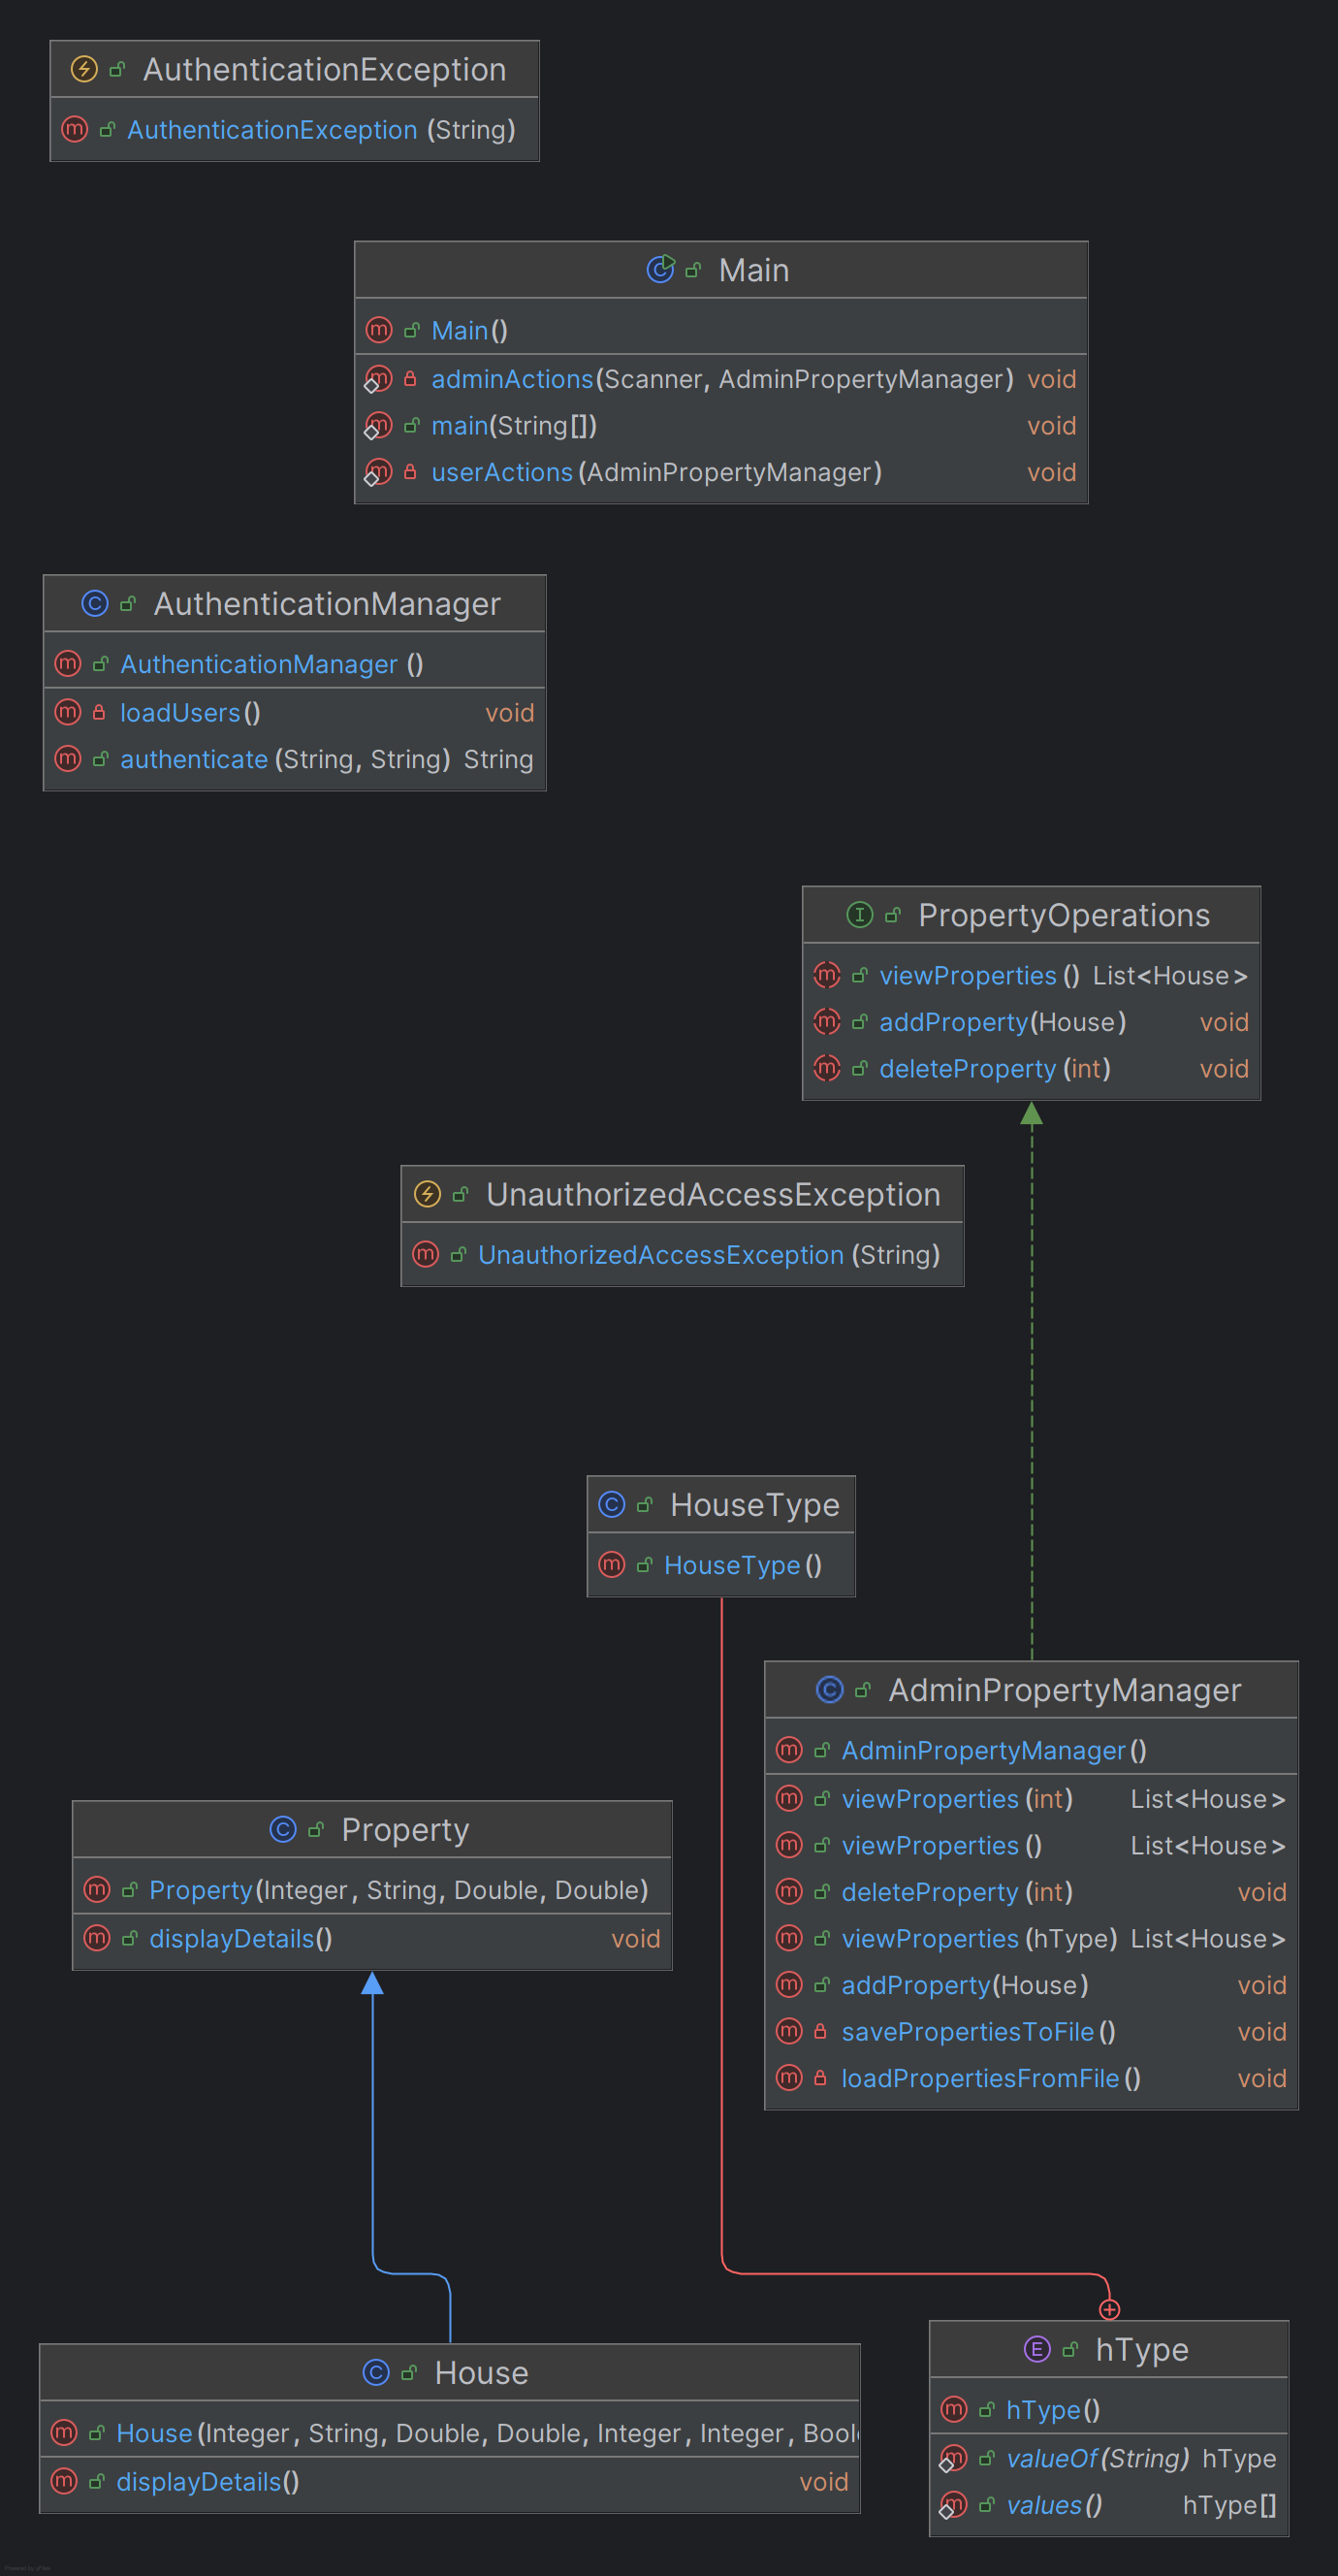 AuthenticationException
AuthenticationException (String)
Main
Main()
adminActions(Scanner, AdminPropertyManager) void
main(String[]) void
userActions(AdminPropertyManager) void
AuthenticationManager
AuthenticationManager ()
loadUsers() void
authenticate (String, String) String
PropertyOperations
viewProperties () List<House>
addProperty(House) void
deleteProperty (int) void
UnauthorizedAccessException
UnauthorizedAccessException (String)
HouseType
HouseType()
AdminPropertyManager
AdminPropertyManager()
viewProperties (int) List<House>
viewProperties () List<House>
deleteProperty (int) void
viewProperties (hType) List<House>
addProperty(House) void
savePropertiesToFile() void
loadPropertiesFromFile() void
Property
Property(Integer, String, Double, Double)
displayDetails() void
House
House(Integer, String, Double, Double, Integer, Integer, Boole
displayDetails() void
hType
hType()
valueOf(String) hType
values() hType[]
Powered by yFiles